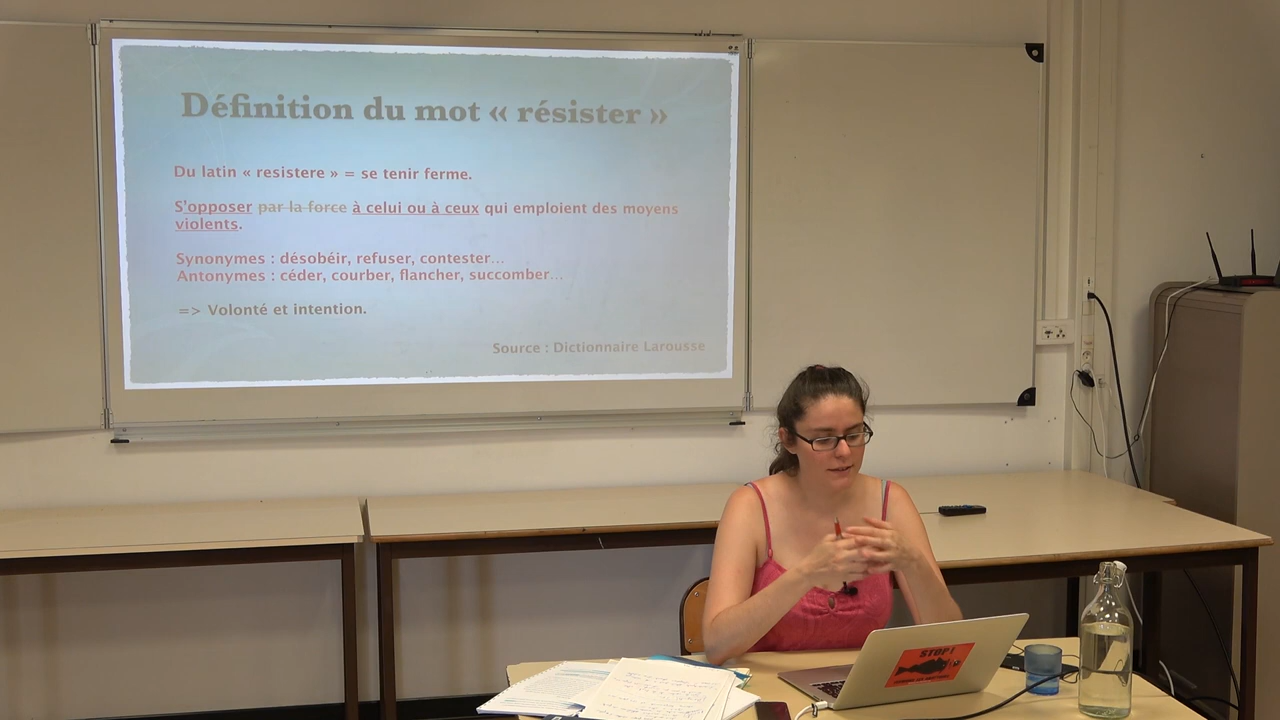 Définition du mot « résister »
Du latin « resistere » = se tenir ferme.
S'opposer par la force à celui ou à ceux qui emploient des moyens
violents.
Synonymes : désobéir, refuser, contester...
Antonymes : céder, courber, flancher, succomber...
=> Volonté et intention.
Source : Dictionnaire Larousse
STOP !